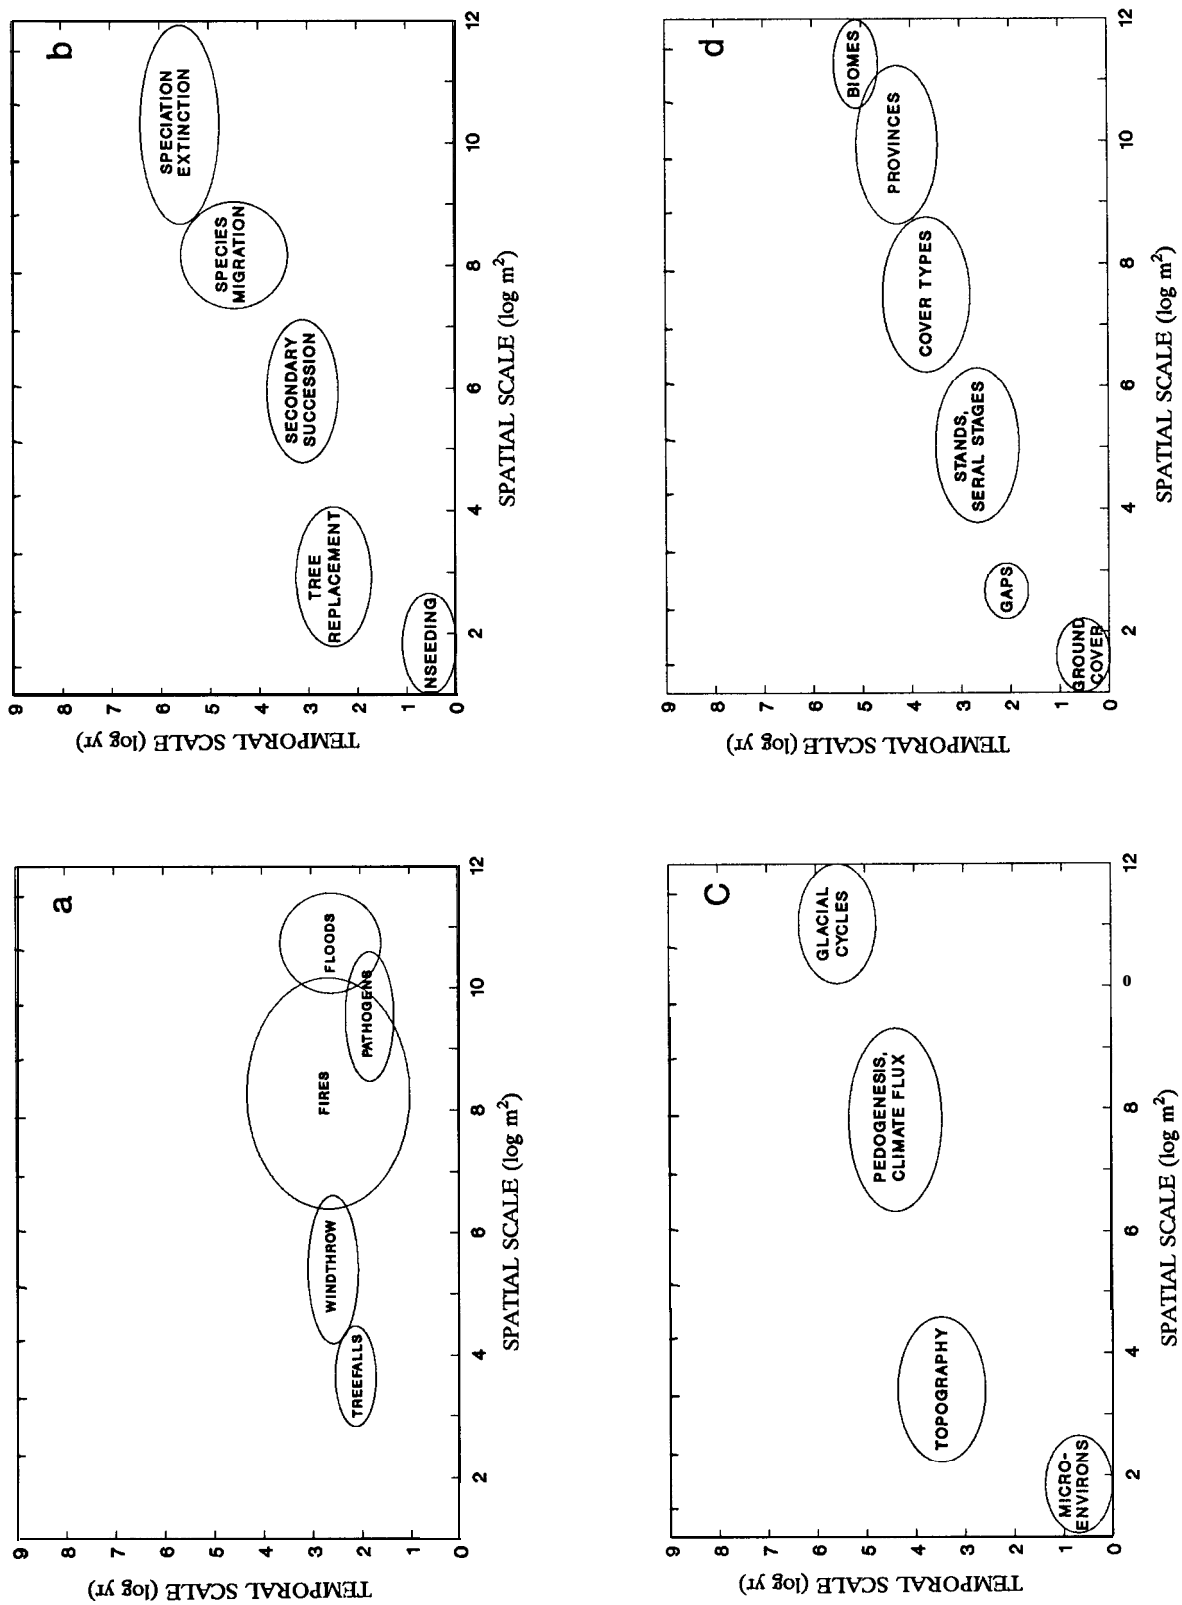 a
9
8
7
6
5
4
3
2
1
0
TEMPORAL SCALE (log yr)
TREEFALLS
WINDTHROW
FIRES
PATHOGENS
FLOODS
2
4
6
8
10
12
SPATIAL SCALE (log m²)
b
9
8
7
6
5
4
3
2
1
0
TEMPORAL SCALE (log yr)
NSEEDING
TREE
REPLACEMENT
SECONDARY
SUCCESSION
SPECIES
MIGRATION
SPECIATION
EXTINCTION
2
4
6
8
10
12
SPATIAL SCALE (log m²)
C
9
8
7
6
5
4
3
2
1
0
TEMPORAL SCALE (log yr)
MICRO-
ENVIRONS
TOPOGRAPHY
PEDOGENESIS,
CLIMATE FLUX
GLACIAL
CYCLES
2
4
6
8
0
12
SPATIAL SCALE (log m²)
d
9
8
7
6
5
4
3
2
1
0
TEMPORAL SCALE (log yr)
GROUND
COVER
GAPS
STANDS,
SERAL STAGES
COVER TYPES
PROVINCES
BIOMES
2
4
6
8
10
12
SPATIAL SCALE (log m²)